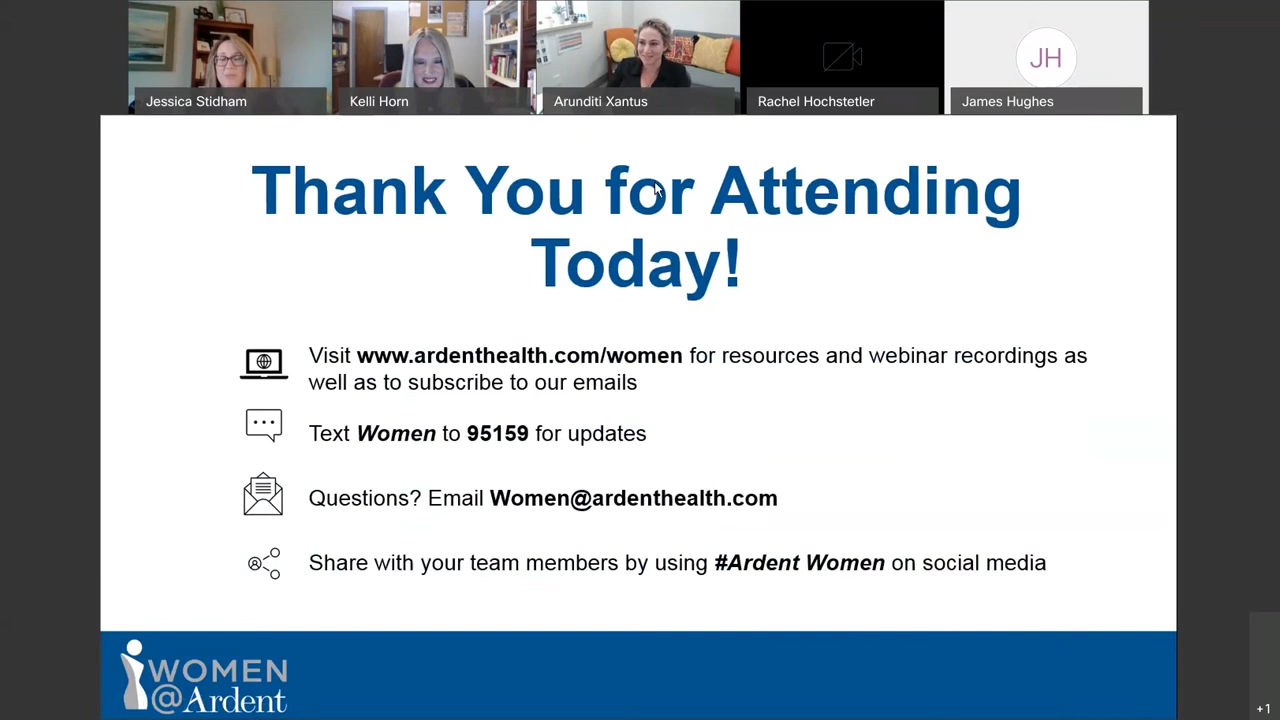 Jessica Stidham
Kelli Horn
Arunditi Xantus
Rachel Hochstetler
JH
James Hughes
Thank You for Attending
Today!
Visit www.ardenthealth.com/women for resources and webinar recordings as
well as to subscribe to our emails
Text Women to 95159 for updates
Questions? Email Women@ardenthealth.com
Share with your team members by using #Ardent Women on social media
WOMEN
@Ardent
+1